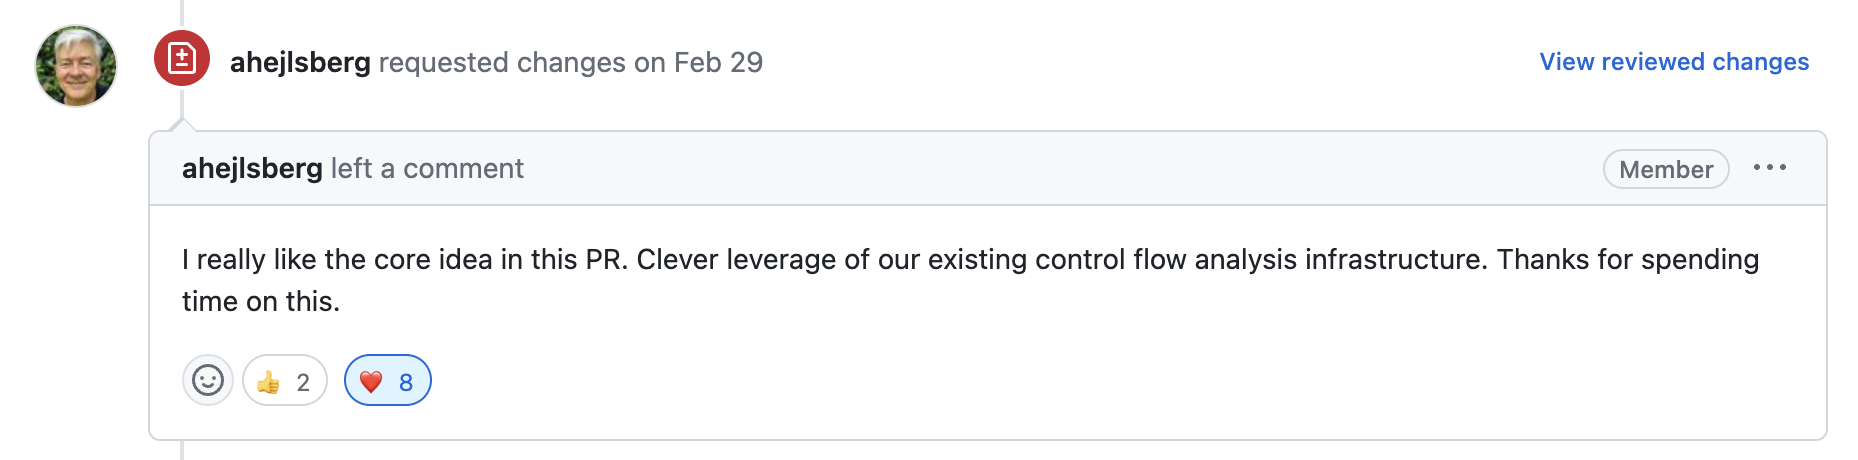 ahejlsberg requested changes on Feb 29
View reviewed changes
ahejlsberg left a comment
Member
I really like the core idea in this PR. Clever leverage of our existing control flow analysis infrastructure. Thanks for spending
time on this.
👍 2 ❤️ 8